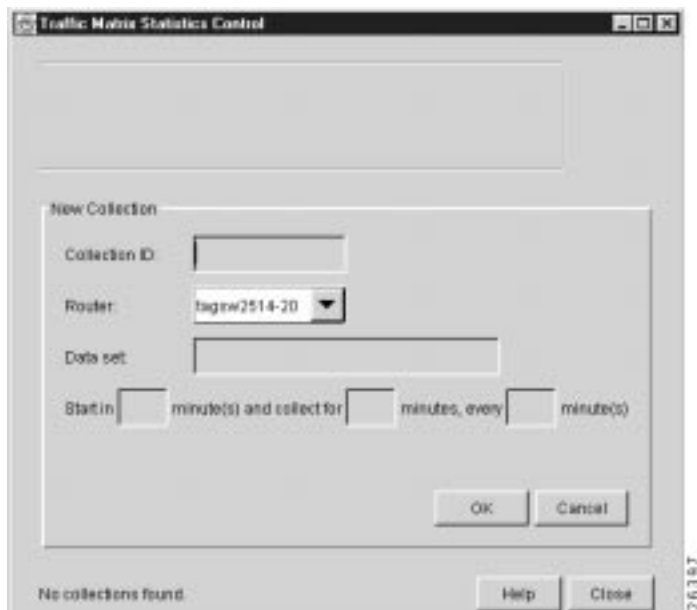 Traffic Matrix Statistics Control
New Collection
Collection ID:
Router: tagsw2514-20
Data set:
Start in minute(s) and collect for minutes, every minute(s)
OK Cancel
No collections found.
Help Close
26197